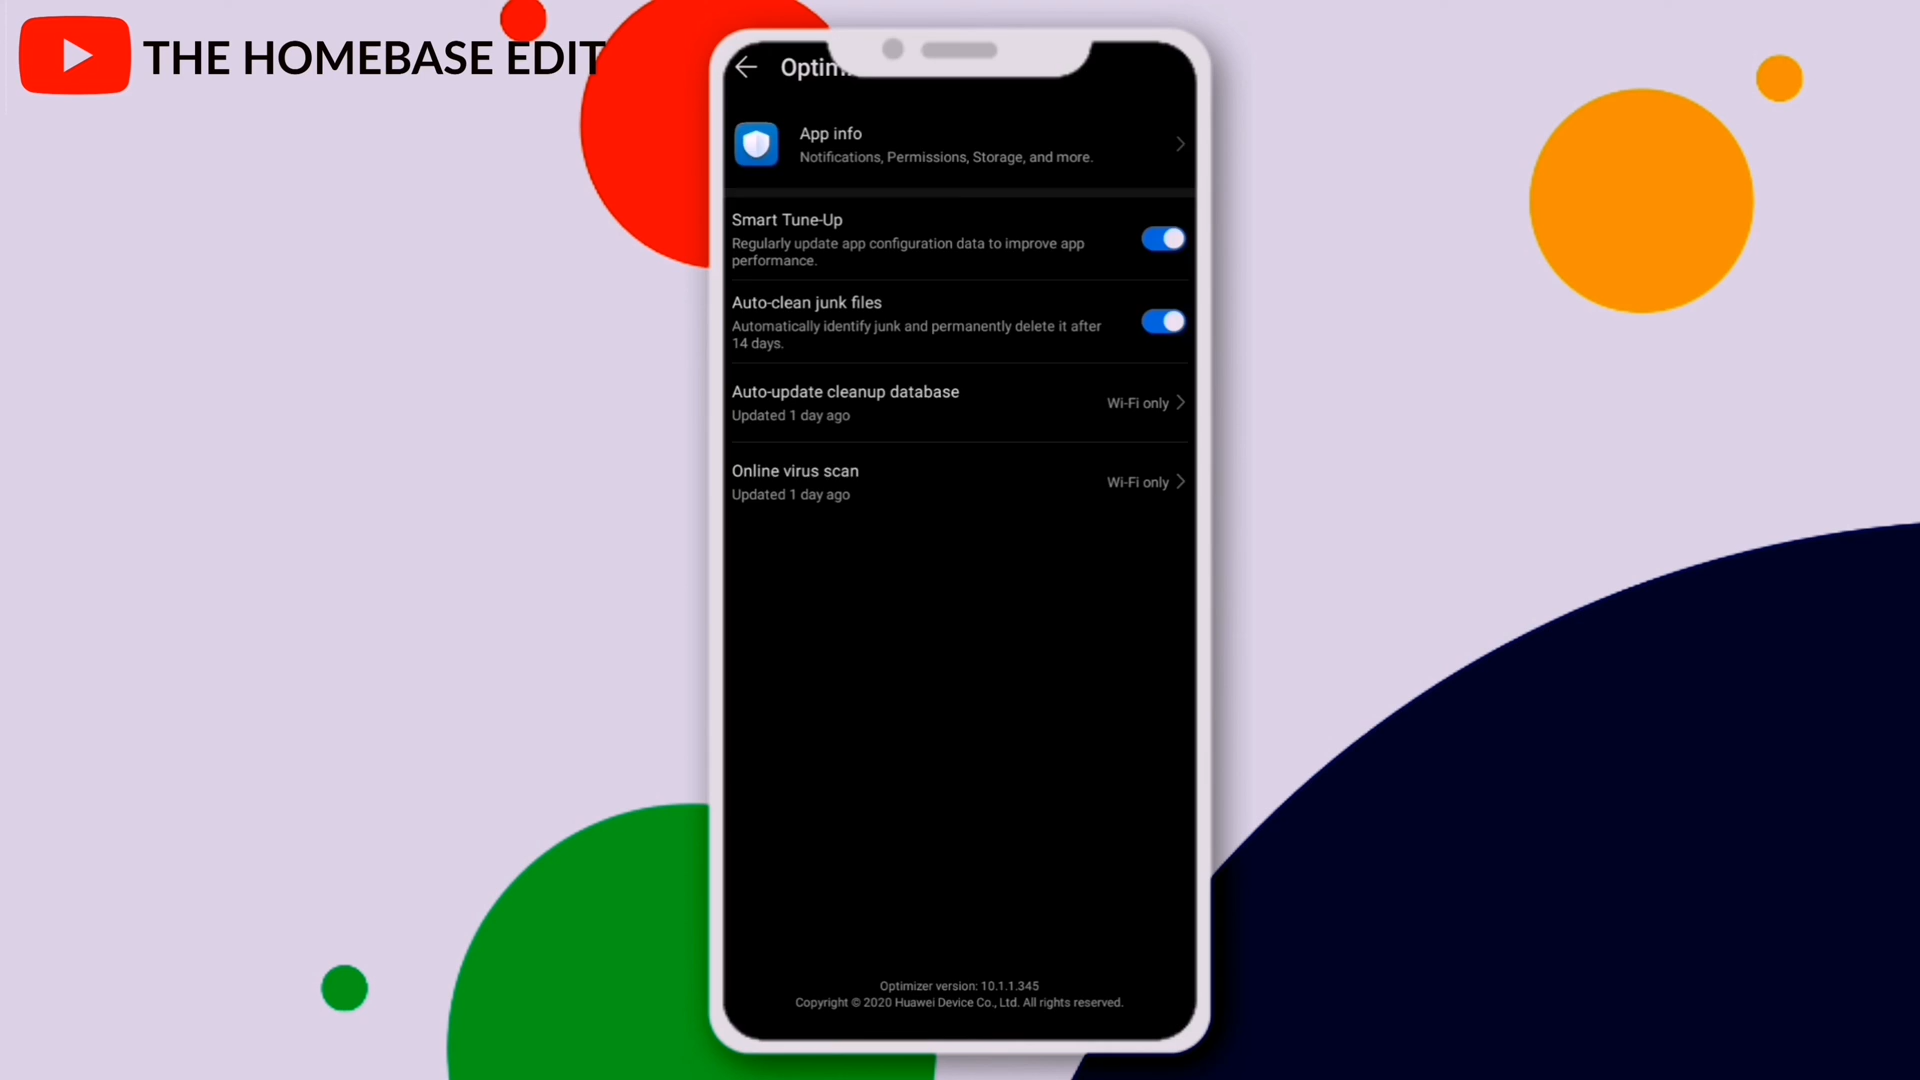 THE HOMEBASE EDIT
App info
Notifications, Permissions, Storage, and more.
Smart Tune-Up
Regularly update app configuration data to improve app
performance.
Auto-clean junk files
Automatically identify junk and permanently delete it after
14 days.
Auto-update cleanup database
Updated 1 day ago
Wi-Fi only
Online virus scan
Updated 1 day ago
Wi-Fi only
Optimizer version: 10.1.1.345
Copyright © 2020 Huawei Device Co., Ltd. All rights reserved.